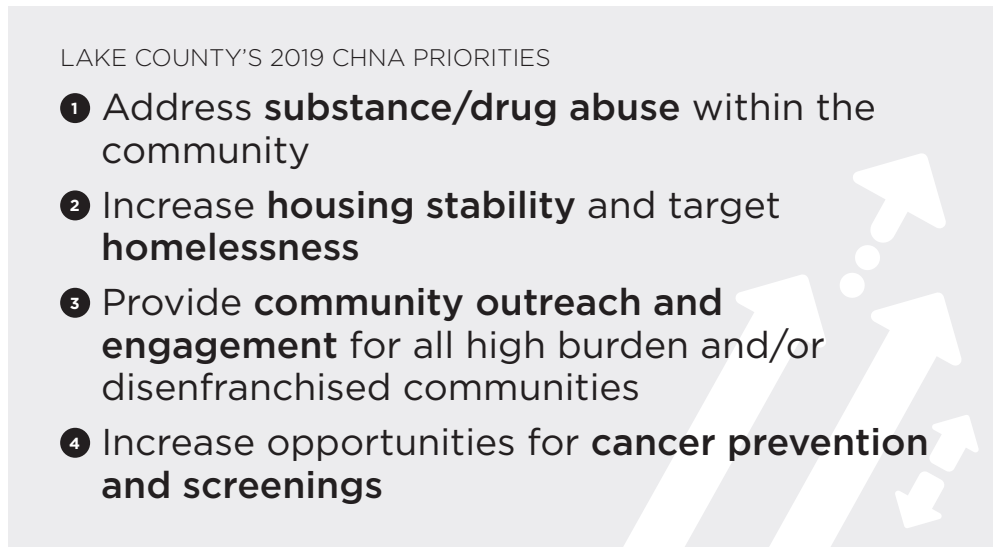 LAKE COUNTY'S 2019 CHNA PRIORITIES
1 Address substance/drug abuse within the
community
2 Increase housing stability and target
homelessness
3 Provide community outreach and
engagement for all high burden and/or
disenfranchised communities
4 Increase opportunities for cancer prevention
and screenings